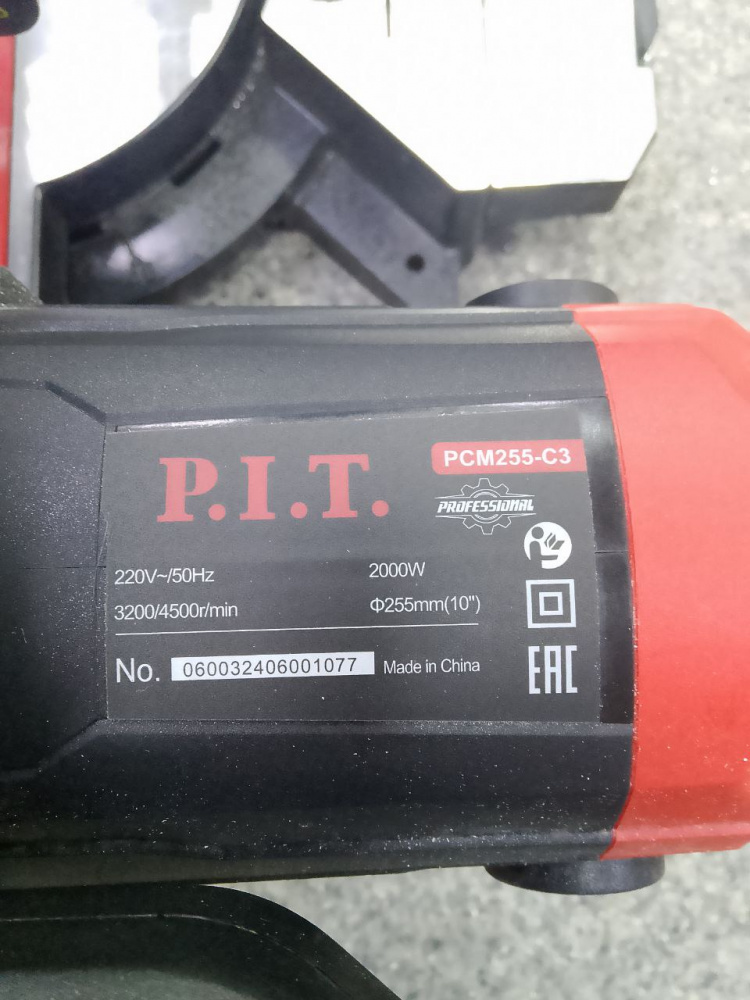 P.I.T.
PCM255-C3
PROFESSIONAL
220V~/50Hz
2000W
3200/4500r/min
Φ255mm(10")
No. 060032406001077 Made in China
EAC